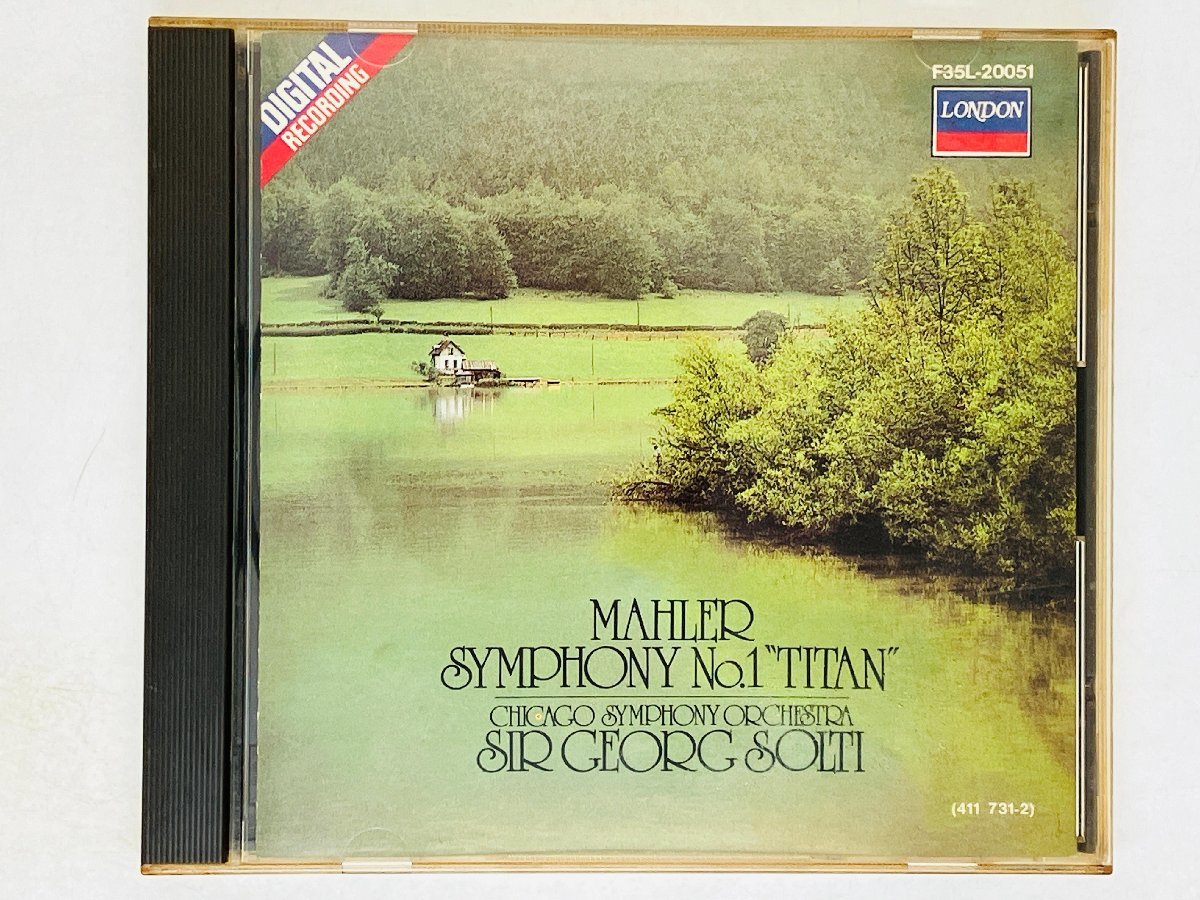 DIGITAL
RECORDING
F35L-20051
LONDON
MAHLER
SYMPHONY No.1 "TITAN"
CHICAGO SYMPHONY ORCHESTRA
SIR GEORG SOLTI
(411 731-2)